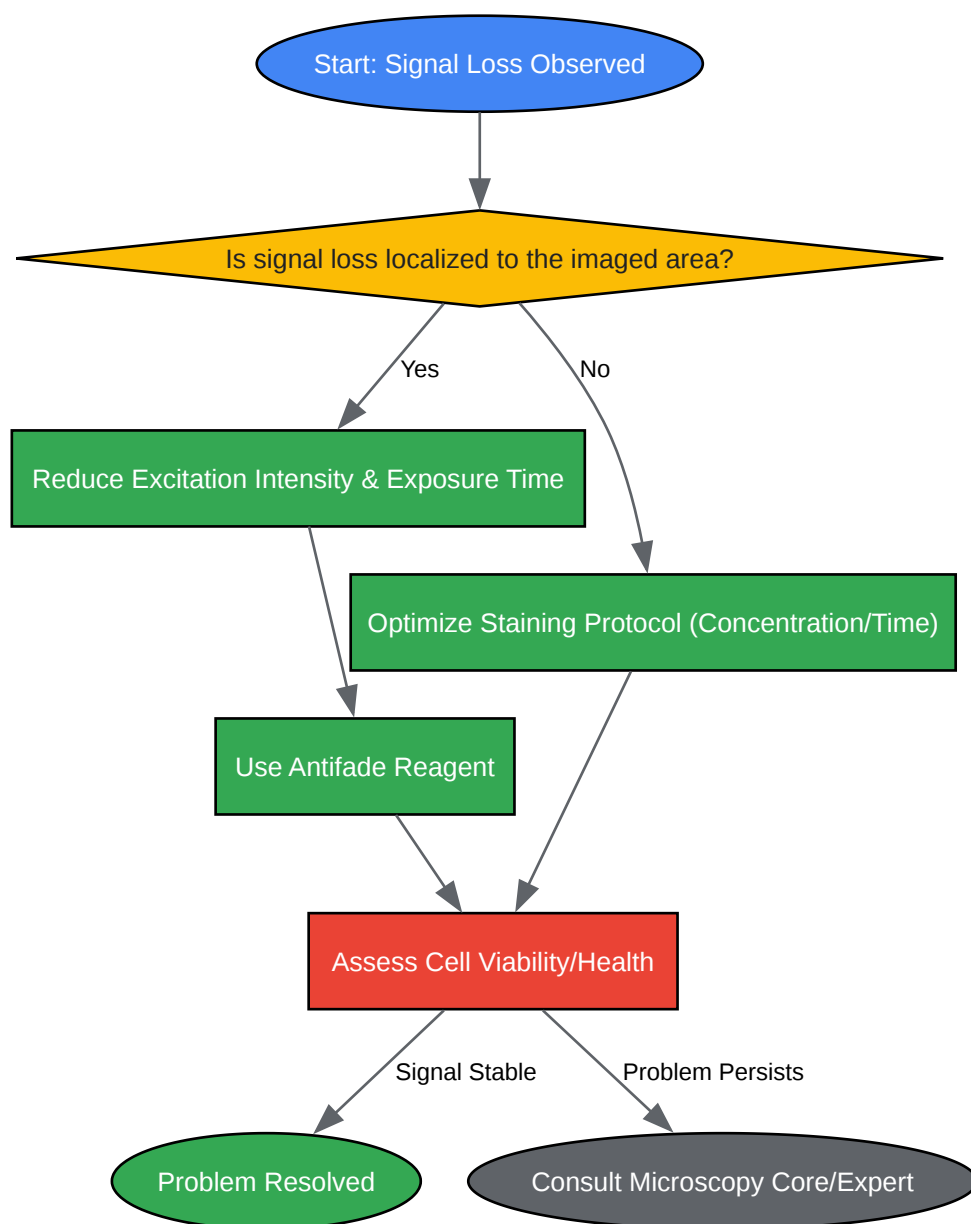 Start: Signal Loss Observed
Is signal loss localized to the imaged area?
Yes
No
Reduce Excitation Intensity & Exposure Time
Optimize Staining Protocol (Concentration/Time)
Use Antifade Reagent
Assess Cell Viability/Health
Signal Stable
Problem Persists
Problem Resolved
Consult Microscopy Core/Expert